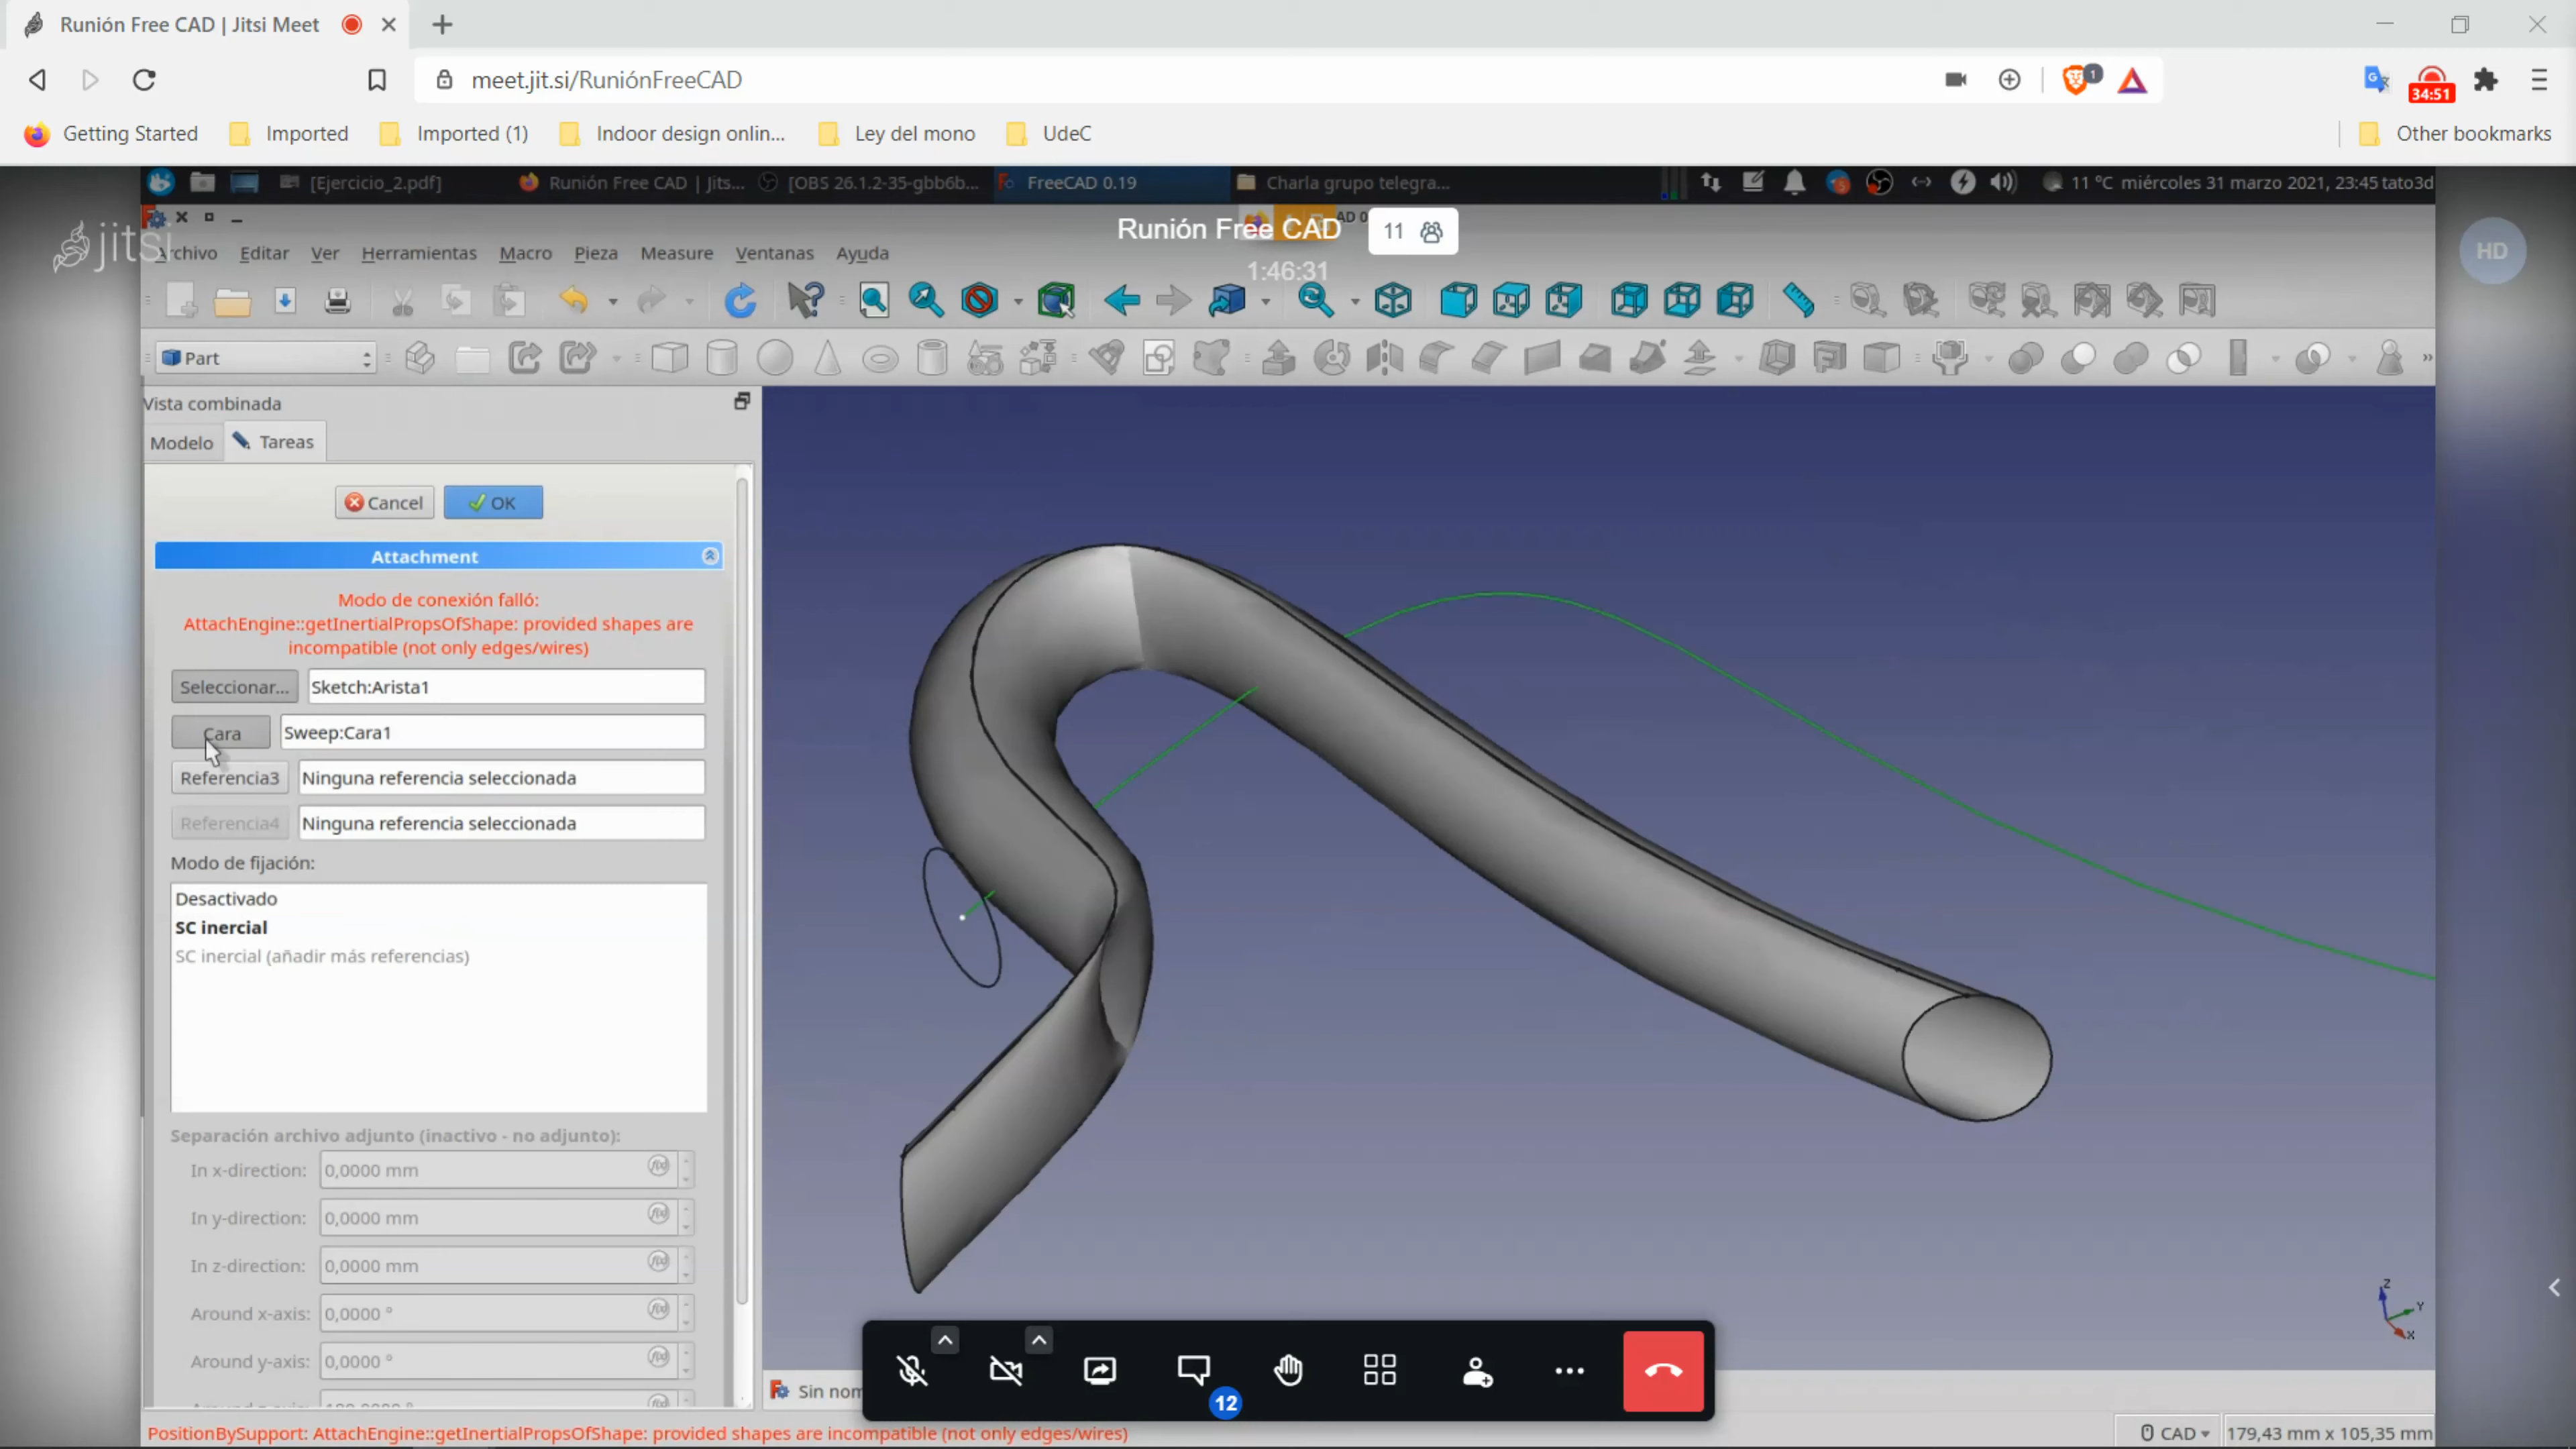 Runión Free CAD | Jitsi Meet
meet.jit.si/RuniónFreeCAD
1
34:51
Getting Started
Imported
Imported (1)
Indoor design onlin...
Ley del mono
UdeC
Other bookmarks
[Ejercicio_2.pdf]
Runión Free CAD | Jits...
[OBS 26.1.2-35-gbb6b...
FreeCAD 0.19
Charla grupo telegra...
11 °C miércoles 31 marzo 2021, 23:45 tato3d
jitsi
Runión Free CAD
11
HD
Archivo Editar Ver Herramientas Macro Pieza Measure Ventanas Ayuda
1:46:31
Part
Vista combinada
Modelo
Tareas
Cancel
OK
Attachment
Modo de conexión falló:
AttachEngine::getInertialPropsOfShape: provided shapes are
incompatible (not only edges/wires)
Seleccionar... Sketch:Arista1
Cara Sweep:Cara1
Referencia3 Ninguna referencia seleccionada
Referencia4 Ninguna referencia seleccionada
Modo de fijación:
Desactivado
SC inercial
SC inercial (añadir más referencias)
Separación archivo adjunto (inactivo - no adjunto):
In x-direction: 0,0000 mm
In y-direction: 0,0000 mm
In z-direction: 0,0000 mm
Around x-axis: 0,0000 °
Around y-axis: 0,0000 °
Z
Y
X
Sin nom
12
PositionBySupport: AttachEngine::getInertialPropsOfShape: provided shapes are incompatible (not only edges/wires)
CAD
179,43 mm x 105,35 mm